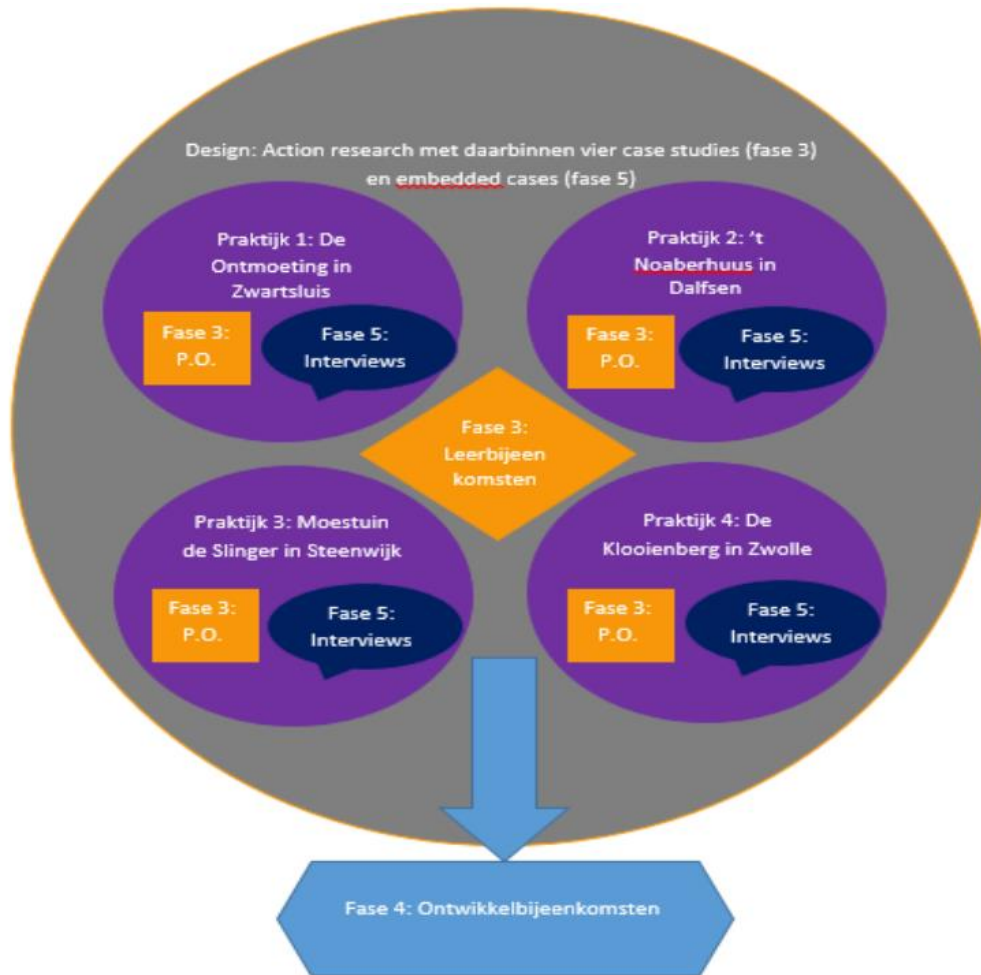 Design: Action research met daarbinnen vier case studies (fase 3)
en embedded cases (fase 5)
Praktijk 1: De
Ontmoeting in
Zwartsluis
Fase 3:
P.O.
Fase 5:
Interviews
Praktijk 2: ‘t
Noaberhuus in
Dalfsen
Fase 3:
P.O.
Fase 5:
Interviews
Fase 3:
Leerbijeen
komsten
Praktijk 3: Moestuin
de Slinger in Steenwijk
Fase 3:
P.O.
Fase 5:
Interviews
Praktijk 4: De
Klooienberg in Zwolle
Fase 3:
P.O.
Fase 5:
Interviews
Fase 4: Ontwikkelbijeenkomsten